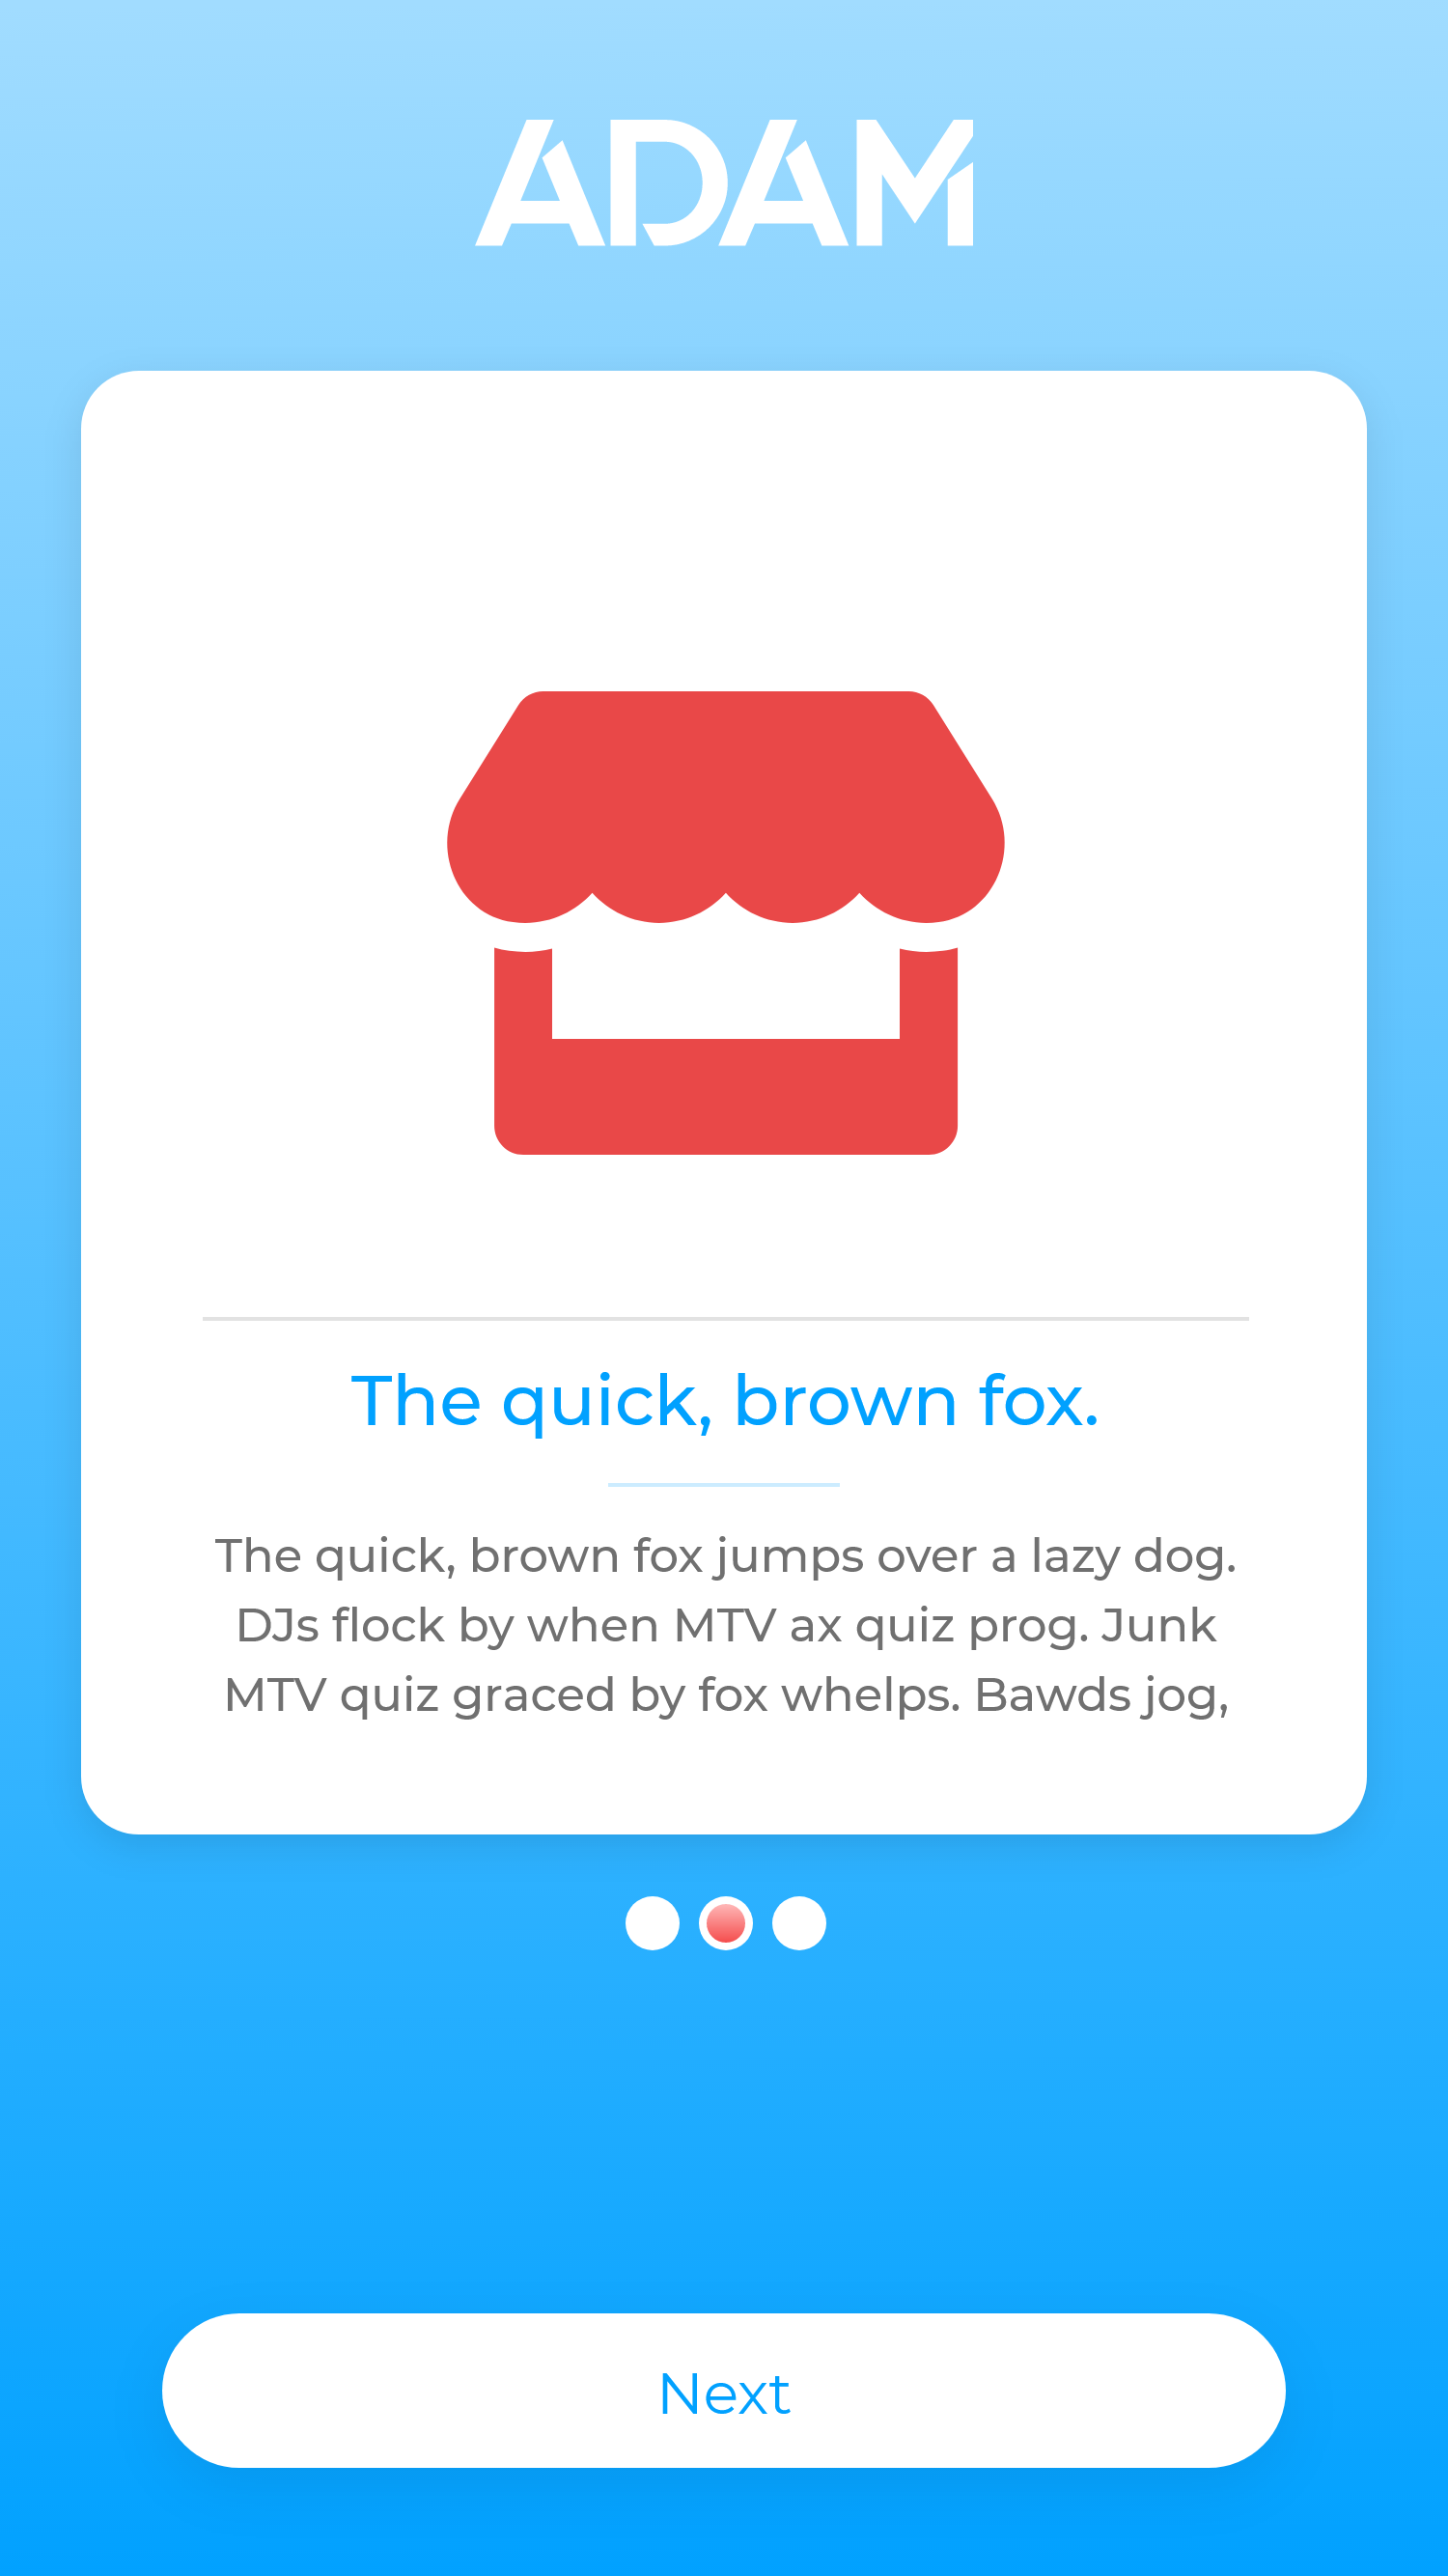 ADAM
The quick, brown fox.
The quick, brown fox jumps over a lazy dog.
DJs flock by when MTV ax quiz prog. Junk
MTV quiz graced by fox whelps. Bawds jog,
Next